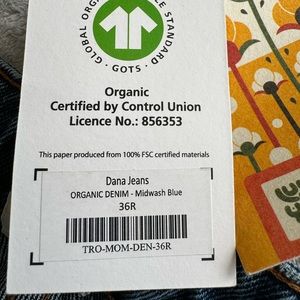 GLOBAL ORGANIC TEXTILE STANDARD · GOTS ·
Organic
Certified by Control Union
Licence No.: 856353
This paper produced from 100% FSC certified materials
Dana Jeans
ORGANIC DENIM - Midwash Blue
36R
TRO-MOM-DEN-36R